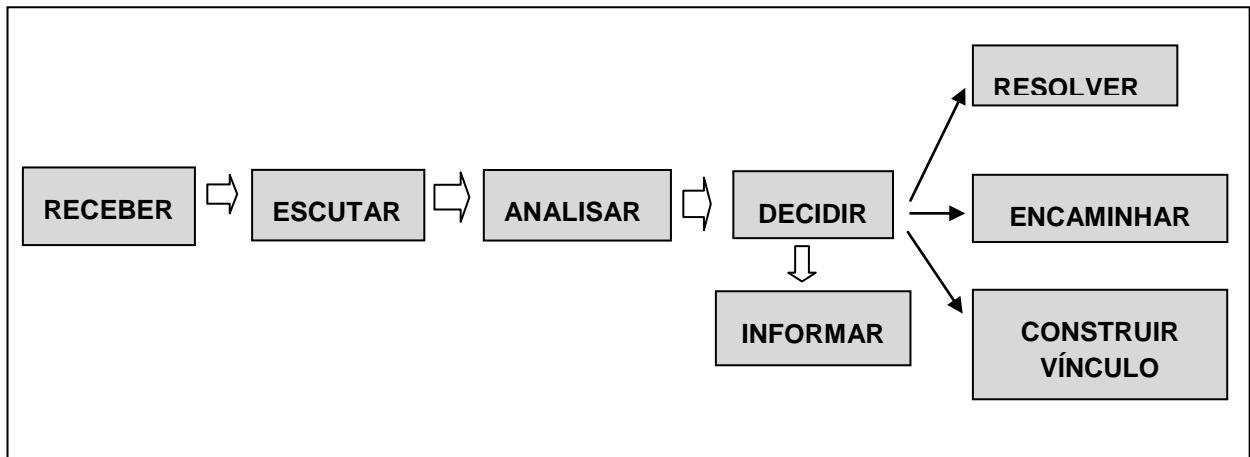 RECEBER
ESCUTAR
ANALISAR
DECIDIR
INFORMAR
RESOLVER
ENCAMINHAR
CONSTRUIR
VÍNCULO